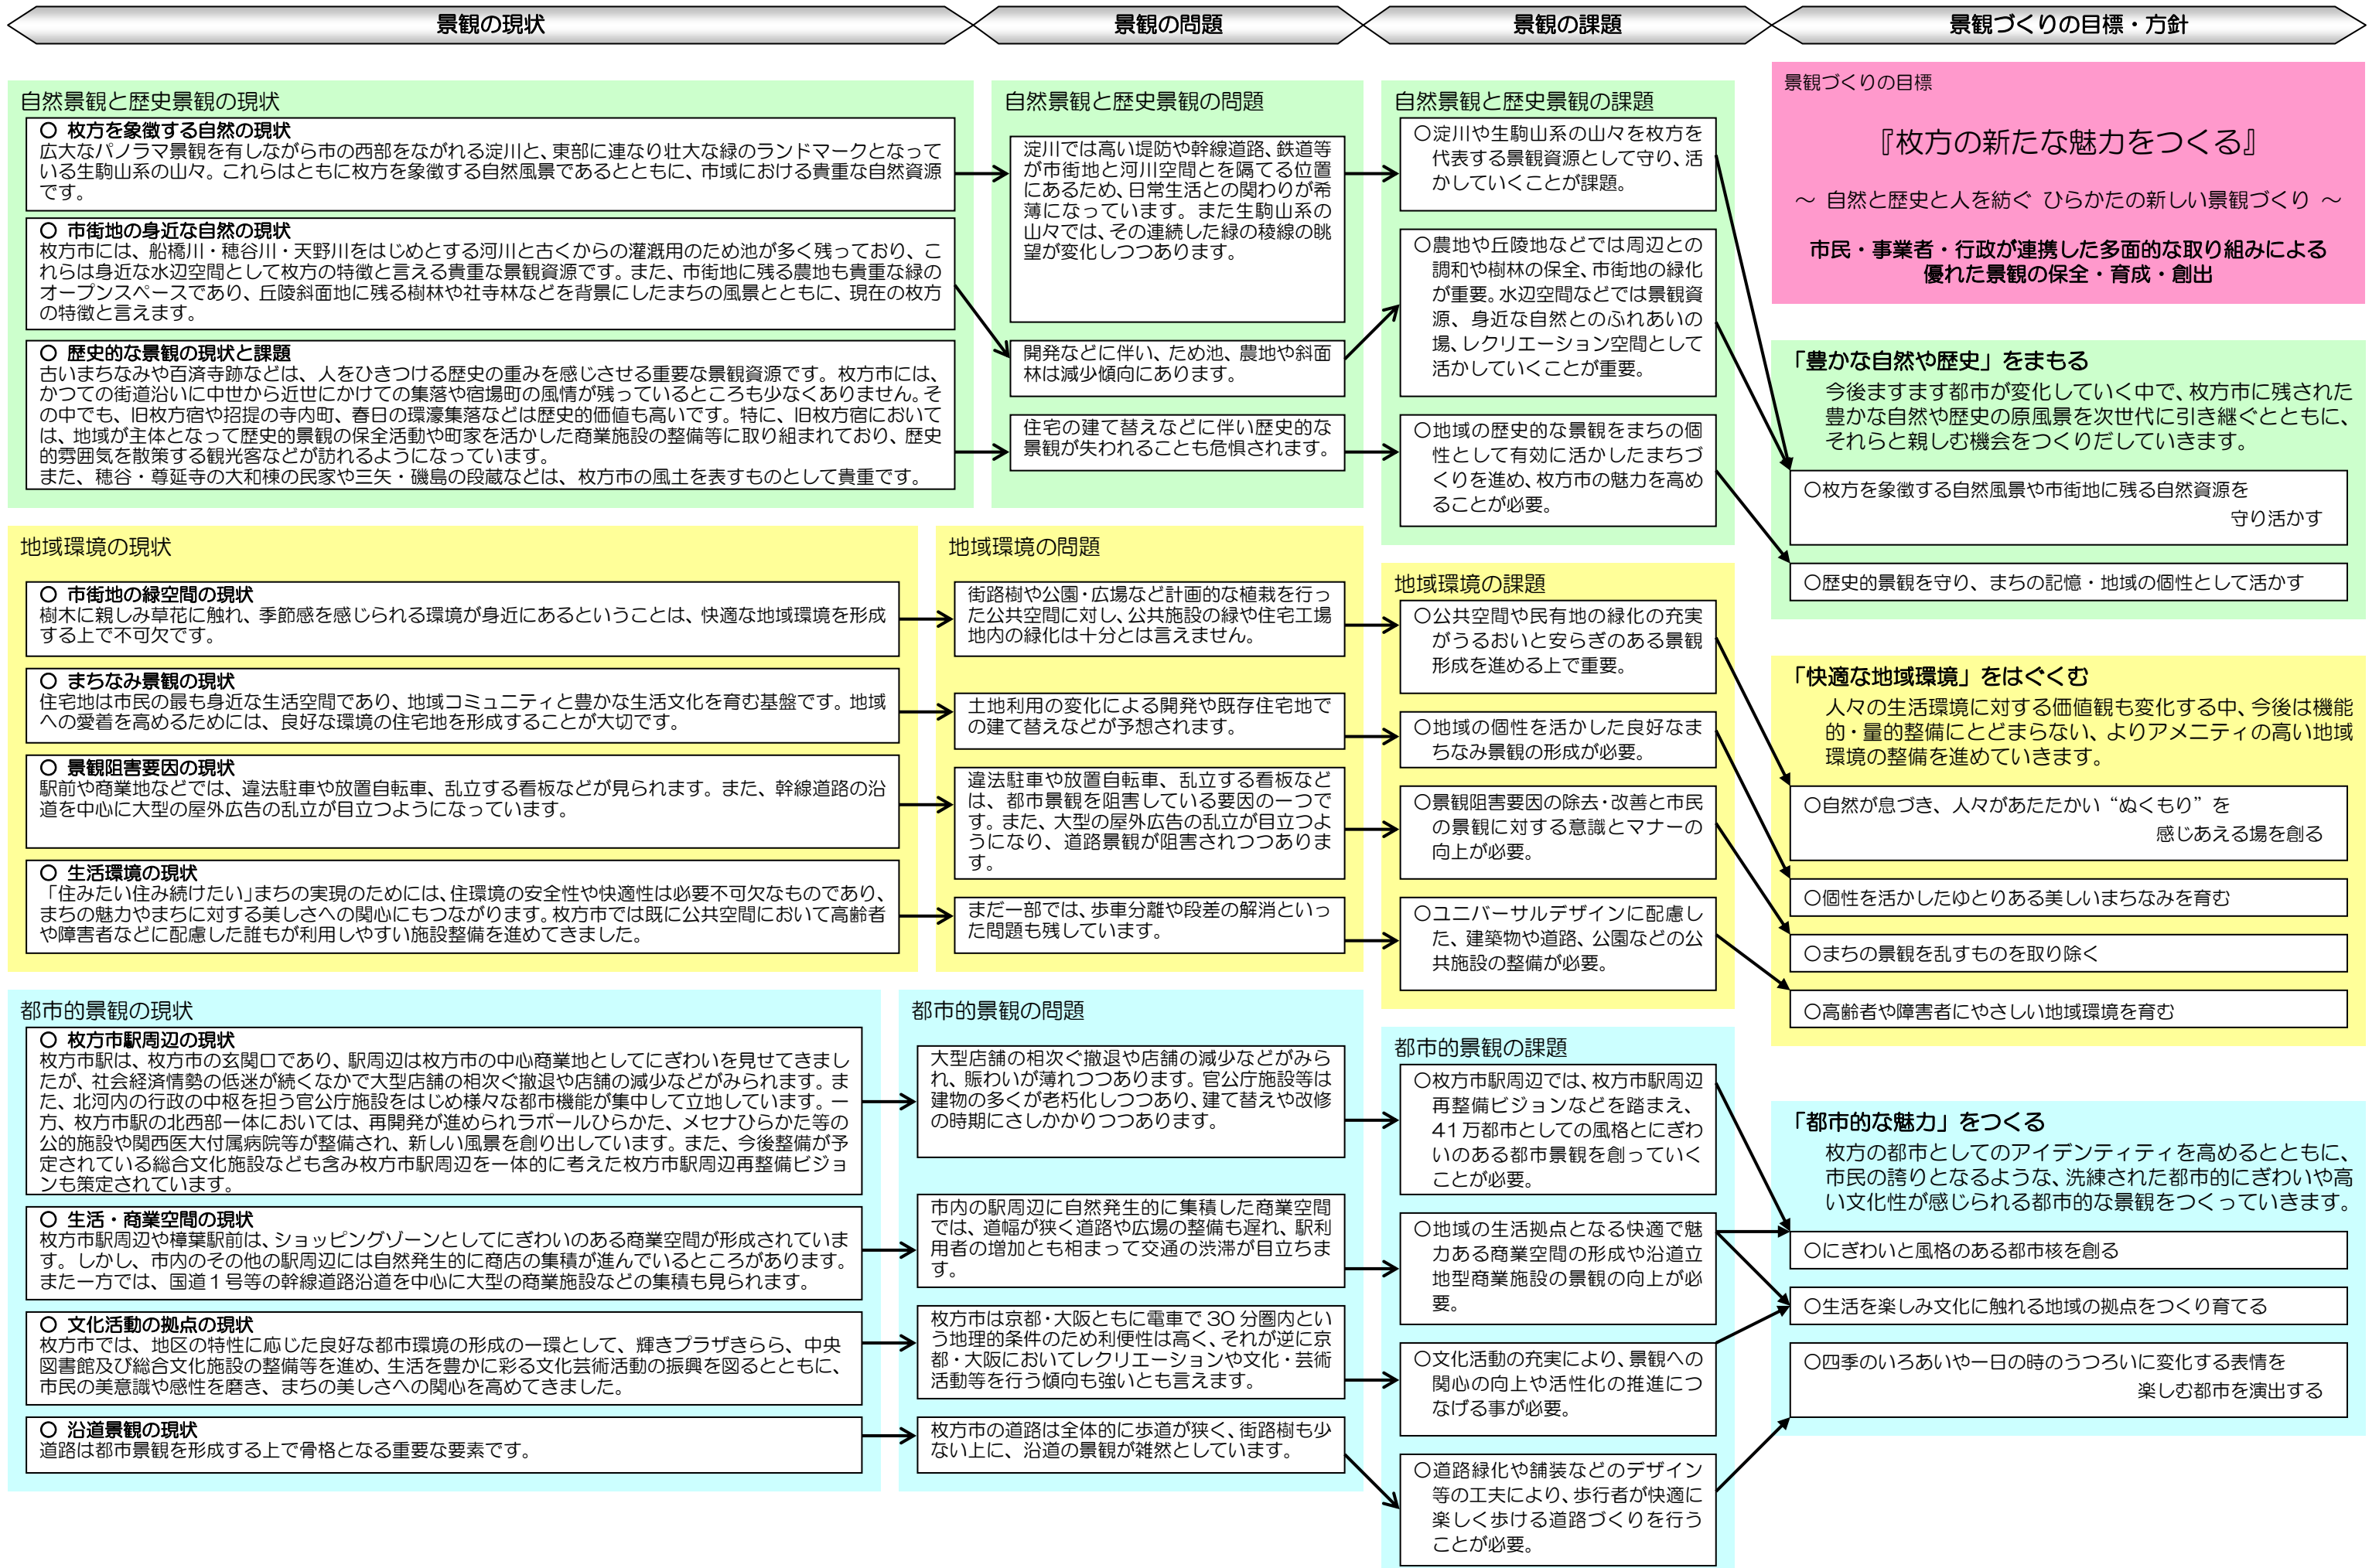 景観の現状
景観の問題
景観の課題
景観づくりの目標・方針
自然景観と歴史景観の現状
○ 枚方を象徴する自然の現状
広大なパノラマ景観を有しながら市の西部をながれる淀川と、東部に連なり壮大な緑のランドマークとなって
いる生駒山系の山々。これらはともに枚方を象徴する自然風景であるとともに、市域における貴重な自然資源
です。
○ 市街地の身近な自然の現状
枚方市には、船橋川・穂谷川・天野川をはじめとする河川と古くからの灌漑用のため池が多く残っており、こ
れらは身近な水辺空間として枚方の特徴と言える貴重な景観資源です。また、市街地に残る農地も貴重な緑の
オープンスペースであり、丘陵斜面地に残る樹林や社寺林などを背景にしたまちの風景とともに、現在の枚方
の特徴と言えます。
○ 歴史的な景観の現状と課題
古いまちなみや百済寺跡などは、人をひきつける歴史の重みを感じさせる重要な景観資源です。枚方市には、
かつての街道沿いに中世から近世にかけての集落や宿場町の風情が残っているところも少なくありません。そ
の中でも、旧枚方宿や招提の寺内町、春日の環濠集落などは歴史的価値も高いです。特に、旧枚方宿において
は、地域が主体となって歴史的景観の保全活動や町家を活かした商業施設の整備等に取り組まれており、歴史
的雰囲気を散策する観光客などが訪れるようになっています。
また、穂谷・尊延寺の大和棟の民家や三矢・磯島の段蔵などは、枚方市の風土を表すものとして貴重です。
自然景観と歴史景観の問題
淀川では高い堤防や幹線道路、鉄道等
が市街地と河川空間とを隔てる位置
にあるため、日常生活との関わりが希
薄になっています。また生駒山系の
山々では、その連続した緑の稜線の眺
望が変化しつつあります。
開発などに伴い、ため池、農地や斜面
林は減少傾向にあります。
住宅の建て替えなどに伴い歴史的な
景観が失われることも危惧されます。
自然景観と歴史景観の課題
○淀川や生駒山系の山々を枚方を
代表する景観資源として守り、活
かしていくことが課題。
○農地や丘陵地などでは周辺との
調和や樹林の保全、市街地の緑化
が重要。水辺空間などでは景観資
源、身近な自然とのふれあいの
場、レクリエーション空間として
活かしていくことが重要。
○地域の歴史的な景観をまちの個
性として有効に活かしたまちづ
くりを進め、枚方市の魅力を高め
ることが必要。
景観づくりの目標
『枚方の新たな魅力をつくる』
～ 自然と歴史と人を紡ぐ ひらかたの新しい景観づくり ～
市民・事業者・行政が連携した多面的な取り組みによる
優れた景観の保全・育成・創出
「豊かな自然や歴史」をまもる
今後ますます都市が変化していく中で、枚方市に残された
豊かな自然や歴史の原風景を次世代に引き継ぐとともに、
それらと親しむ機会をつくりだしていきます。
○枚方を象徴する自然風景や市街地に残る自然資源を
守り活かす
○歴史的景観を守り、まちの記憶・地域の個性として活かす
地域環境の現状
○ 市街地の緑空間の現状
樹木に親しみ草花に触れ、季節感を感じられる環境が身近にあるということは、快適な地域環境を形成
する上で不可欠です。
○ まちなみ景観の現状
住宅地は市民の最も身近な生活空間であり、地域コミュニティと豊かな生活文化を育む基盤です。地域
への愛着を高めるためには、良好な環境の住宅地を形成することが大切です。
○ 景観阻害要因の現状
駅前や商業地などでは、違法駐車や放置自転車、乱立する看板などが見られます。また、幹線道路の沿
道を中心に大型の屋外広告の乱立が目立つようになっています。
○ 生活環境の現状
「住みたい住み続けたい」まちの実現のためには、住環境の安全性や快適性は必要不可欠なものであり、
まちの魅力やまちに対する美しさへの関心にもつながります。枚方市では既に公共空間において高齢者
や障害者などに配慮した誰もが利用しやすい施設整備を進めてきました。
地域環境の問題
街路樹や公園・広場など計画的な植栽を行っ
た公共空間に対し、公共施設の緑や住宅工場
地内の緑化は十分とは言えません。
土地利用の変化による開発や既存住宅地で
の建て替えなどが予想されます。
違法駐車や放置自転車、乱立する看板など
は、都市景観を阻害している要因の一つで
す。また、大型の屋外広告の乱立が目立つよ
うになり、道路景観が阻害されつつありま
す。
まだ一部では、歩車分離や段差の解消といっ
た問題も残しています。
地域環境の課題
○公共空間や民有地の緑化の充実
がうるおいと安らぎのある景観
形成を進める上で重要。
○地域の個性を活かした良好なま
ちなみ景観の形成が必要。
○景観阻害要因の除去・改善と市民
の景観に対する意識とマナーの
向上が必要。
○ユニバーサルデザインに配慮し
た、建築物や道路、公園などの公
共施設の整備が必要。
「快適な地域環境」をはぐくむ
人々の生活環境に対する価値観も変化する中、今後は機能
的・量的整備にとどまらない、よりアメニティの高い地域
環境の整備を進めていきます。
○自然が息づき、人々があたたかい“ぬくもり”を
感じあえる場を創る
○個性を活かしたゆとりある美しいまちなみを育む
○まちの景観を乱すものを取り除く
○高齢者や障害者にやさしい地域環境を育む
都市的景観の現状
○ 枚方市駅周辺の現状
枚方市駅は、枚方市の玄関口であり、駅周辺は枚方市の中心商業地としてにぎわいを見せてきまし
たが、社会経済情勢の低迷が続くなかで大型店舗の相次ぐ撤退や店舗の減少などがみられます。ま
た、北河内の行政の中枢を担う官公庁施設をはじめ様々な都市機能が集中して立地しています。一
方、枚方市駅の北西部一体においては、再開発が進められラポールひらかた、メセナひらかた等の
公的施設や関西医大付属病院等が整備され、新しい風景を創り出しています。また、今後整備が予
定されている総合文化施設なども含み枚方市駅周辺を一体的に考えた枚方市駅周辺再整備ビジョ
ンも策定されています。
○ 生活・商業空間の現状
枚方市駅周辺や樟葉駅前は、ショッピングゾーンとしてにぎわいのある商業空間が形成されていま
す。しかし、市内のその他の駅周辺には自然発生的に商店の集積が進んでいるところがあります。
また一方では、国道１号等の幹線道路沿道を中心に大型の商業施設などの集積も見られます。
○ 文化活動の拠点の現状
枚方市では、地区の特性に応じた良好な都市環境の形成の一環として、輝きプラザきらら、中央
図書館及び総合文化施設の整備等を進め、生活を豊かに彩る文化芸術活動の振興を図るとともに、
市民の美意識や感性を磨き、まちの美しさへの関心を高めてきました。
○ 沿道景観の現状
道路は都市景観を形成する上で骨格となる重要な要素です。
都市的景観の問題
大型店舗の相次ぐ撤退や店舗の減少などがみら
れ、賑わいが薄れつつあります。官公庁施設等は
建物の多くが老朽化しつつあり、建て替えや改修
の時期にさしかかりつつあります。
市内の駅周辺に自然発生的に集積した商業空間
では、道幅が狭く道路や広場の整備も遅れ、駅利
用者の増加とも相まって交通の渋滞が目立ちま
す。
枚方市は京都・大阪ともに電車で 30 分圏内とい
う地理的条件のため利便性は高く、それが逆に京
都・大阪においてレクリエーションや文化・芸術
活動等を行う傾向も強いとも言えます。
枚方市の道路は全体的に歩道が狭く、街路樹も少
ない上に、沿道の景観が雑然としています。
都市的景観の課題
○枚方市駅周辺では、枚方市駅周辺
再整備ビジョンなどを踏まえ、
41万都市としての風格とにぎわ
いのある都市景観を創っていく
ことが必要。
○地域の生活拠点となる快適で魅
力ある商業空間の形成や沿道立
地型商業施設の景観の向上が必
要。
○文化活動の充実により、景観への
関心の向上や活性化の推進につ
なげる事が必要。
○道路緑化や舗装などのデザイン
等の工夫により、歩行者が快適に
楽しく歩ける道路づくりを行う
ことが必要。
「都市的な魅力」をつくる
枚方の都市としてのアイデンティティを高めるとともに、
市民の誇りとなるような、洗練された都市的にぎわいや高
い文化性が感じられる都市的な景観をつくっていきます。
○にぎわいと風格のある都市核を創る
○生活を楽しみ文化に触れる地域の拠点をつくり育てる
○四季のいろあいや一日の時のうつろいに変化する表情を
楽しむ都市を演出する